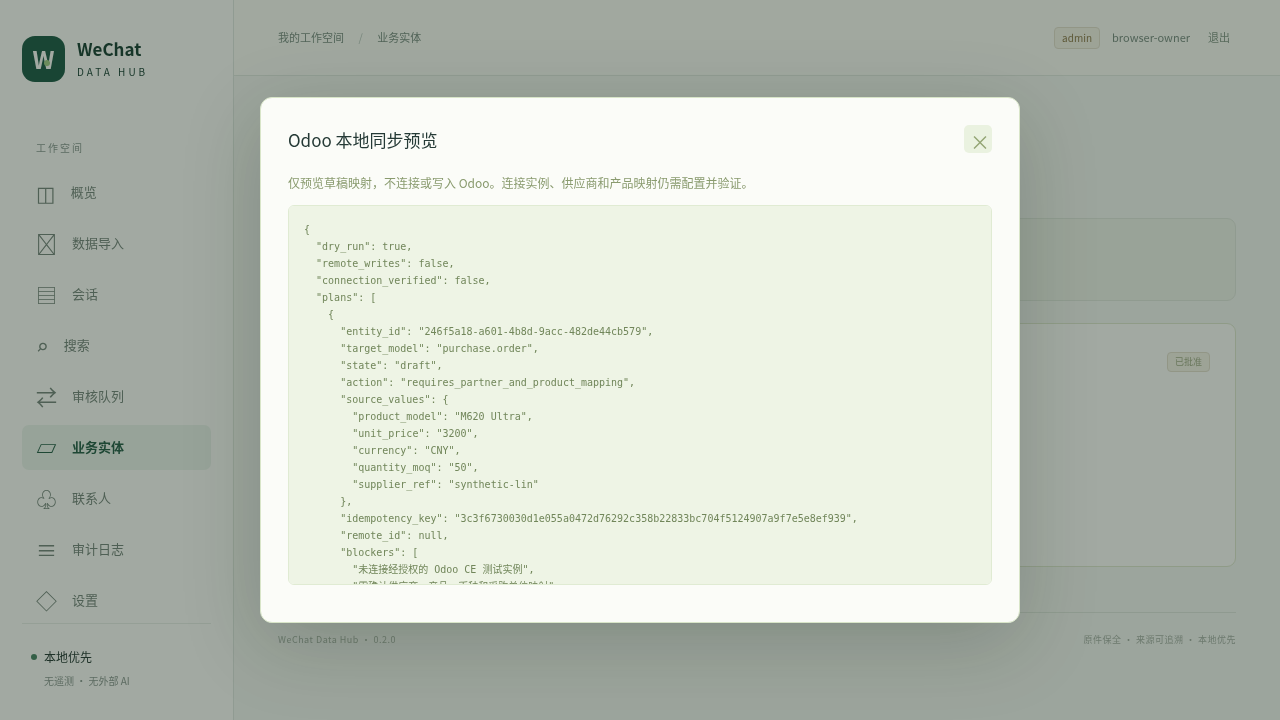 WeChat
DATA HUB
工作空间
概览
数据导入
会话
搜索
审核队列
业务实体
联系人
审计日志
设置
本地优先
无遥测 · 无外部 AI
我的工作空间 / 业务实体
admin browser-owner 退出
已批准
Odoo 本地同步预览
仅预览草稿映射，不连接或写入 Odoo。连接实例、供应商和产品映射仍需配置并验证。
{
"dry_run": true,
"remote_writes": false,
"connection_verified": false,
"plans": [
{
"entity_id": "246f5a18-a601-4b8d-9acc-482de44cb579",
"target_model": "purchase.order",
"state": "draft",
"action": "requires_partner_and_product_mapping",
"source_values": {
"product_model": "M620 Ultra",
"unit_price": "3200",
"currency": "CNY",
"quantity_moq": "50",
"supplier_ref": "synthetic-lin"
},
"idempotency_key": "3c3f6730030d1e055a0472d76292c358b22833bc704f5124907a9f7e5e8ef939",
"remote_id": null,
"blockers": [
"未连接经授权的 Odoo CE 测试实例",
WeChat Data Hub · 0.2.0
原件保全 · 来源可追溯 · 本地优先